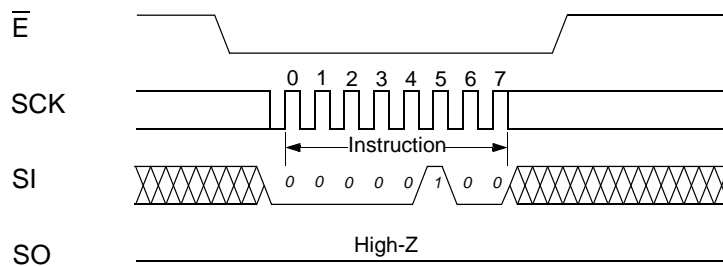 E̅
SCK
0 1 2 3 4 5 6 7
Instruction
SI
0 0 0 0 0 1 0 0
SO
High-Z